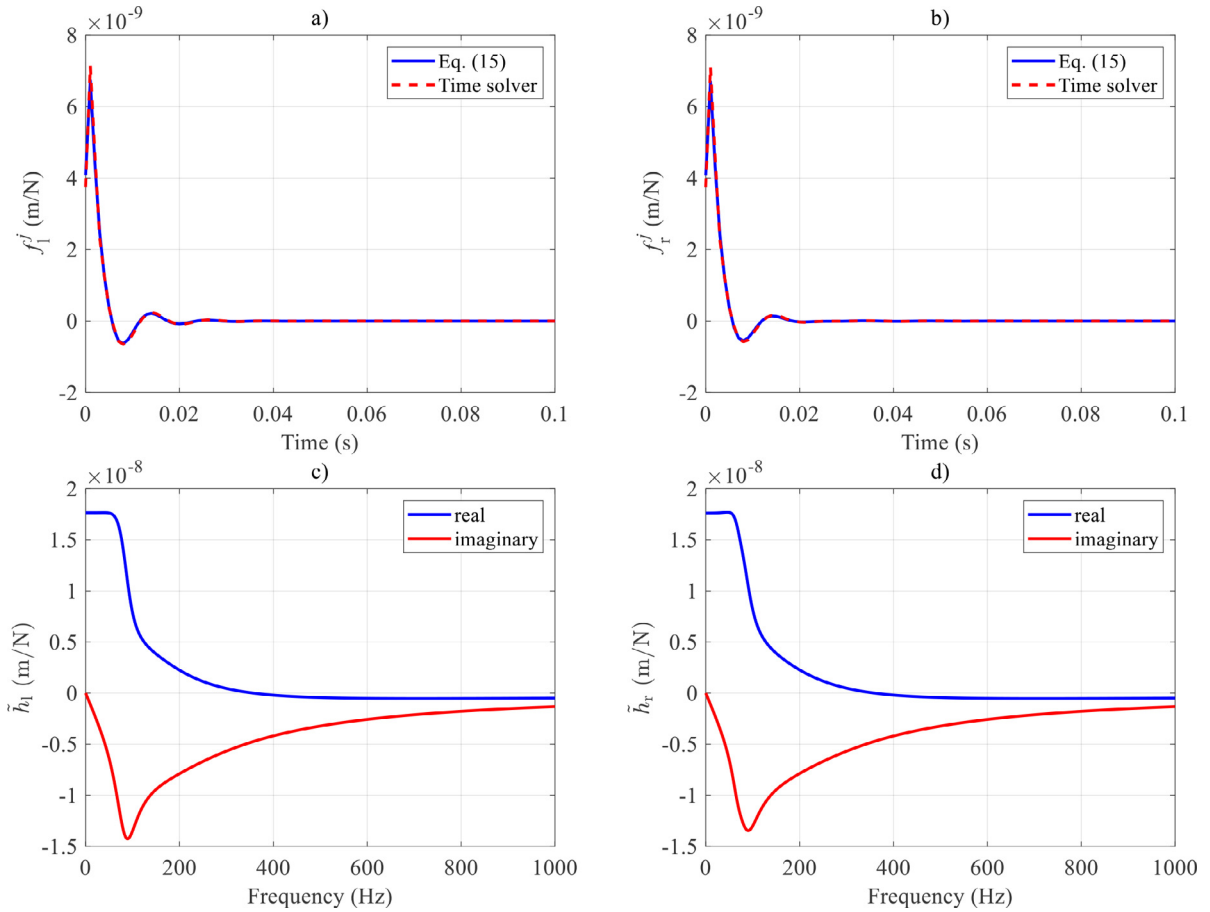 a)
×10^-9
8
6
4
2
0
-2
f_l^j (m/N)
Eq. (15)
Time solver
0 0.02 0.04 0.06 0.08 0.1
Time (s)
b)
×10^-9
8
6
4
2
0
-2
f_r^j (m/N)
Eq. (15)
Time solver
0 0.02 0.04 0.06 0.08 0.1
Time (s)
c)
×10^-8
2
1.5
1
0.5
0
-0.5
-1
-1.5
h̃_l (m/N)
real
imaginary
0 200 400 600 800 1000
Frequency (Hz)
d)
×10^-8
2
1.5
1
0.5
0
-0.5
-1
-1.5
h̃_r (m/N)
real
imaginary
0 200 400 600 800 1000
Frequency (Hz)